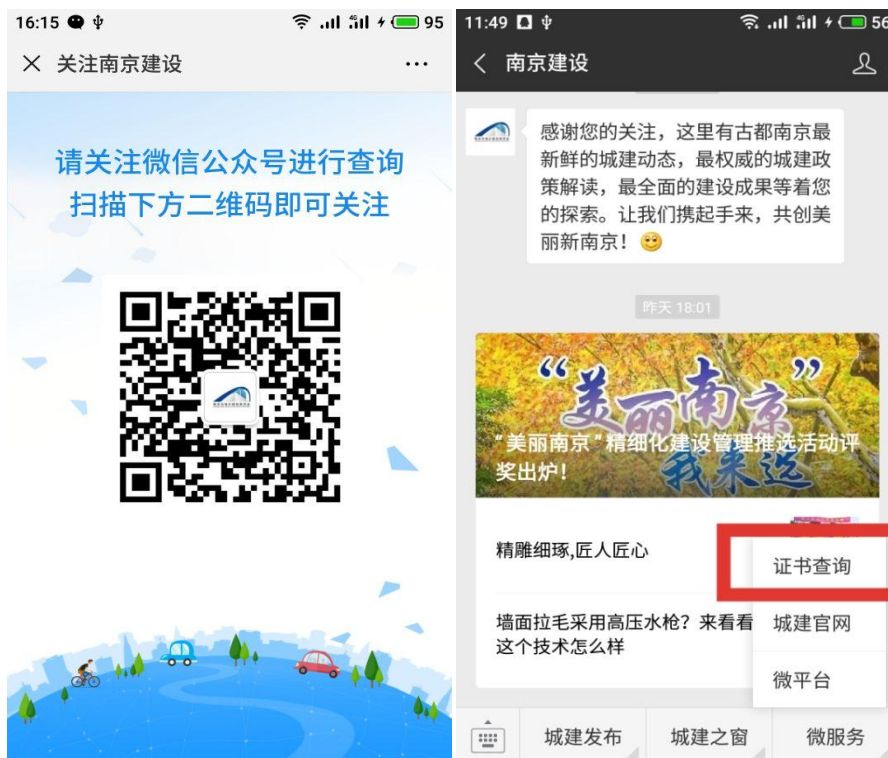 16:15
4G
95
关注南京建设
请关注微信公众号进行查询
扫描下方二维码即可关注
11:49
4G
56
南京建设
感谢您的关注，这里有古都南京最
新鲜的城建动态，最权威的城建政
策解读，最全面的建设成果等着您
的探索。让我们携起手来，共创美
丽新南京！
昨天 18:01
“美丽南京”
我来选
“美丽南京”精细化建设管理推选活动评
奖出炉！
精雕细琢,匠人匠心
墙面拉毛采用高压水枪？来看看
这个技术怎么样
证书查询
城建官网
微平台
城建发布
城建之窗
微服务